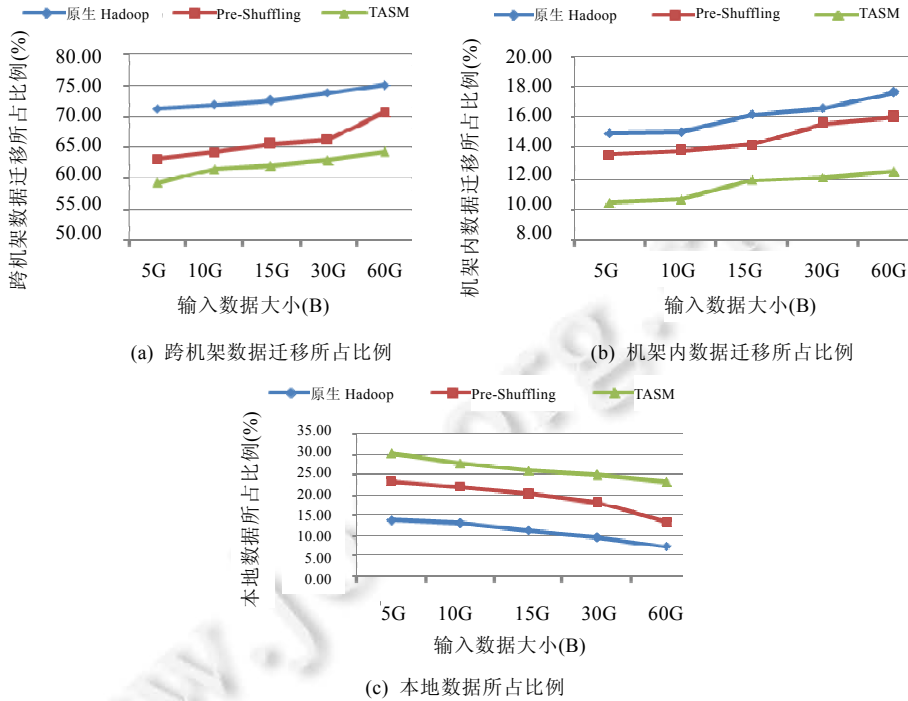 原生 Hadoop Pre-Shuffling TASM
跨机架数据迁移所占比例(%)
80.00
75.00
70.00
65.00
60.00
55.00
50.00
5G 10G 15G 30G 60G
输入数据大小(B)
(a) 跨机架数据迁移所占比例
原生 Hadoop Pre-Shuffling TASM
机架内数据迁移所占比例(%)
20.00
18.00
16.00
14.00
12.00
10.00
8.00
5G 10G 15G 30G 60G
输入数据大小(B)
(b) 机架内数据迁移所占比例
原生 Hadoop Pre-Shuffling TASM
本地数据所占比例(%)
35.00
30.00
25.00
20.00
15.00
10.00
5.00
0.00
5G 10G 15G 30G 60G
输入数据大小(B)
(c) 本地数据所占比例